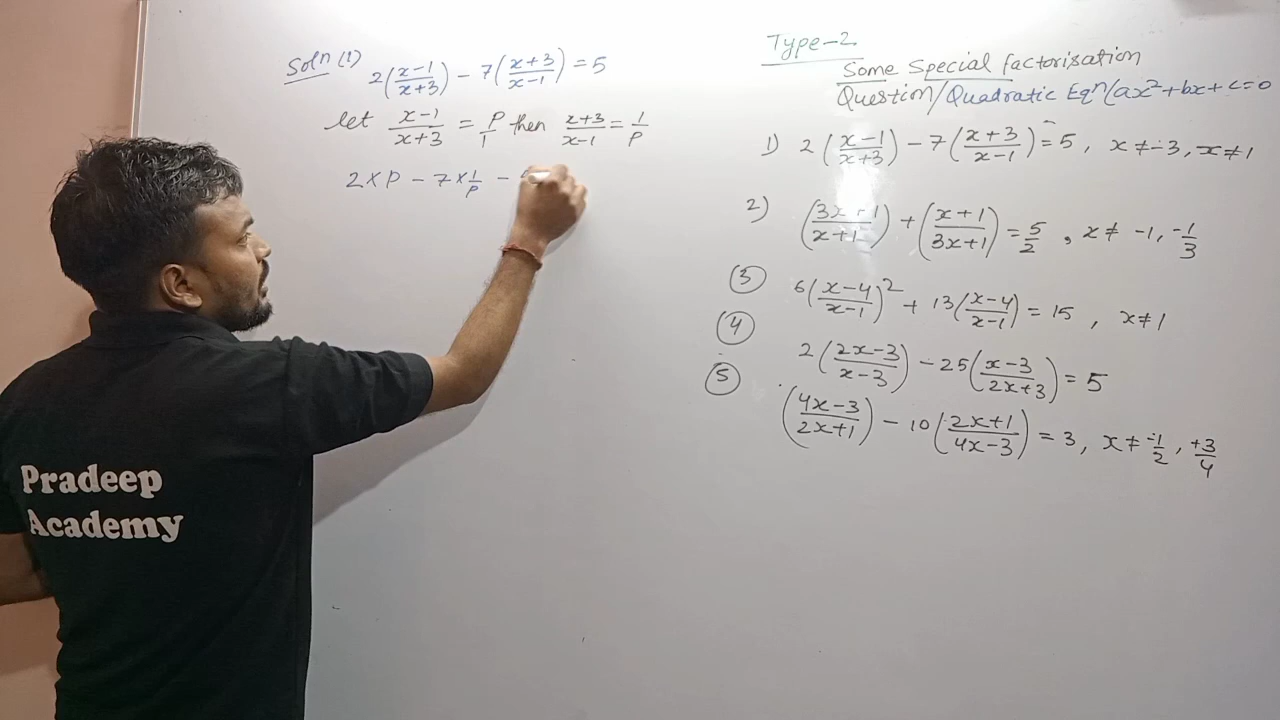 Soln (1) 2((x-1)/(x+3)) - 7((x+3)/(x-1)) = 5
let (x-1)/(x+3) = P/1 then (x+3)/(x-1) = 1/P
2 × P - 7 × 1/P -
Type-2
Some Special factorisation
Question/Quadratic Eqn (ax² + bx + c = 0
1) 2((x-1)/(x+3)) - 7((x+3)/(x-1)) = 5, x ≠ -3, x ≠ 1
2) ((3x+1)/(x+1)) + ((x+1)/(3x+1)) = 5/2, x ≠ -1, -1/3
③ 6((x-4)/(x-1))² + 13((x-4)/(x-1)) = 15, x ≠ 1
④ 2((2x-3)/(x-3)) - 25((x-3)/(2x+3)) = 5
⑤ ((4x-3)/(2x+1)) - 10((2x+1)/(4x-3)) = 3, x ≠ -1/2, +3/4
Pradeep
Academy